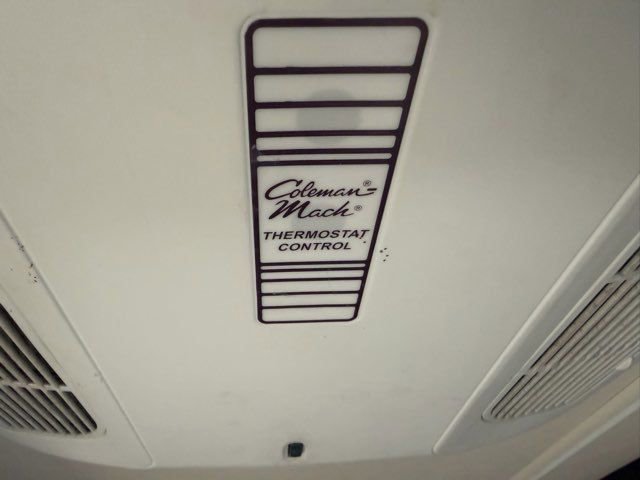 Coleman®-
Mach®
THERMOSTAT
CONTROL